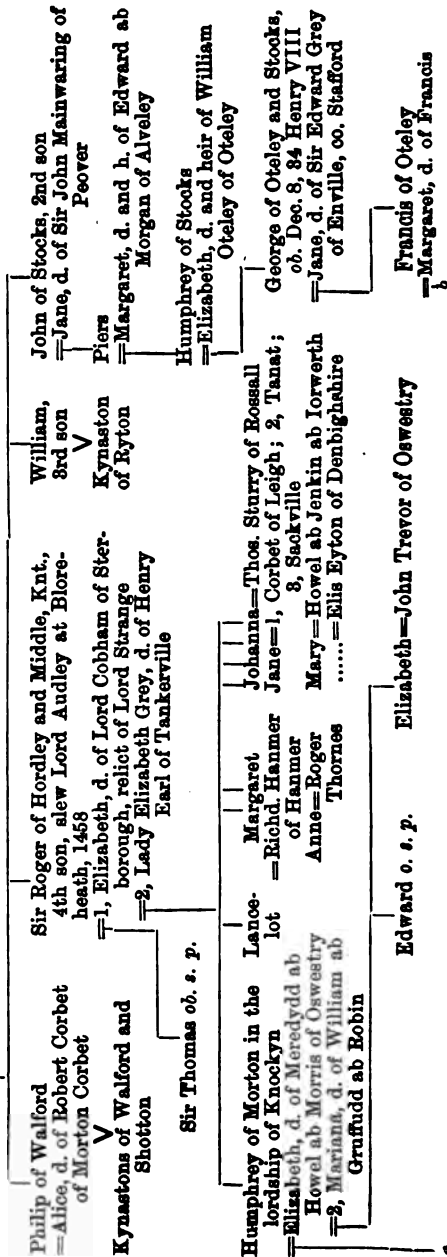 Philip of Walford
=Alice, d. of Robert Corbet
of Morton Corbet
V
Kynastons of Walford and
Shotton
Sir Roger of Hordley and Middle, Knt.,
4th son, slew Lord Audley at Blore-
heath, 1458
=1, Elizabeth, d. of Lord Cobham of Ster-
borough, relict of Lord Strange
=2, Lady Elizabeth Grey, d. of Henry
Earl of Tankerville
William,
3rd son
V
Kynaston
of Ryton
John of Stocks, 2nd son
=Jane, d. of Sir John Mainwaring of
Peover
Piers
=Margaret, d. and h. of Edward ab
Morgan of Alveley
Humphrey of Stocks
=Elizabeth, d. and heir of William
Oteley of Oteley
Sir Thomas ob. s. p.
Humphrey of Morton in the
lordship of Knockyn
=Elizabeth, d. of Meredydd ab
Howel ab Morris of Oswestry
=2, Mariana, d. of William ab
Gruffudd ab Robin
Lance-
lot
Margaret
=Richd. Hanmer
of Hanmer
Anne=Roger
Thornes
Johanna=Thos. Sturry of Rossall
Jane=1, Corbet of Leigh; 2, Tanat;
3, Sackville
Mary=Howel ab Jenkin ab Iorwerth
......=Elis Eyton of Denbighshire
George of Oteley and Stocks,
ob. Dec. 8, 34 Henry VIII
=Jane, d. of Sir Edward Grey
of Enville, co. Stafford
Edward o. s. p.
Elizabeth=John Trevor of Oswestry
Francis of Oteley
=Margaret, d. of Francis
a
b